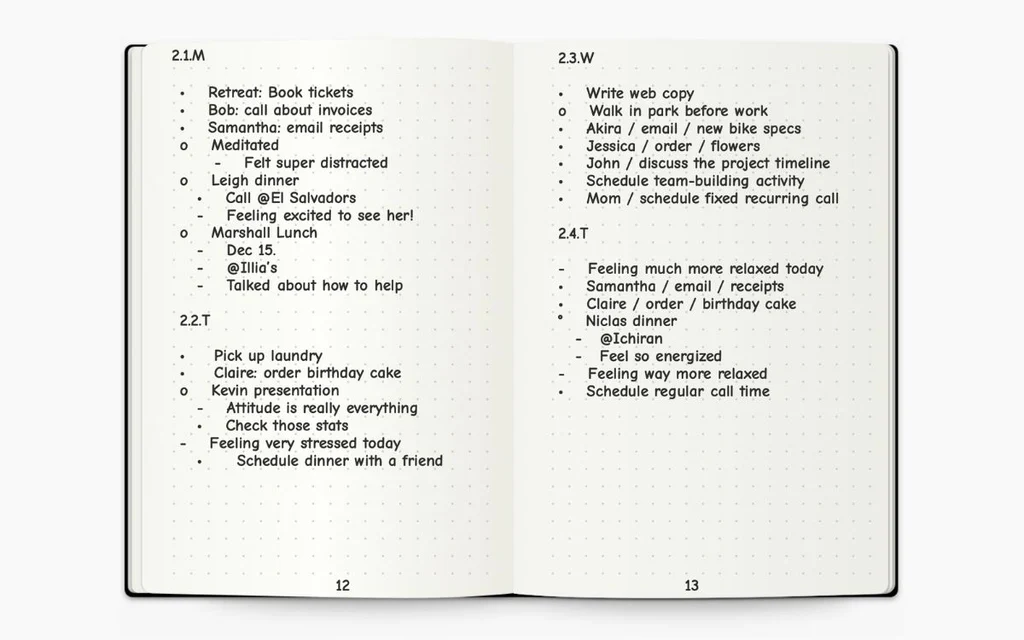 2.1.M
• Retreat: Book tickets
• Bob: call about invoices
• Samantha: email receipts
o Meditated
- Felt super distracted
o Leigh dinner
• Call @El Salvadors
- Feeling excited to see her!
o Marshall Lunch
- Dec 15.
- @Illia's
- Talked about how to help
2.2.T
• Pick up laundry
• Claire: order birthday cake
o Kevin presentation
- Attitude is really everything
• Check those stats
- Feeling very stressed today
• Schedule dinner with a friend
12
2.3.W
• Write web copy
o Walk in park before work
• Akira / email / new bike specs
• Jessica / order / flowers
• John / discuss the project timeline
• Schedule team-building activity
• Mom / schedule fixed recurring call
2.4.T
- Feeling much more relaxed today
• Samantha / email / receipts
• Claire / order / birthday cake
° Niclas dinner
- @Ichiran
- Feel so energized
- Feeling way more relaxed
• Schedule regular call time
13